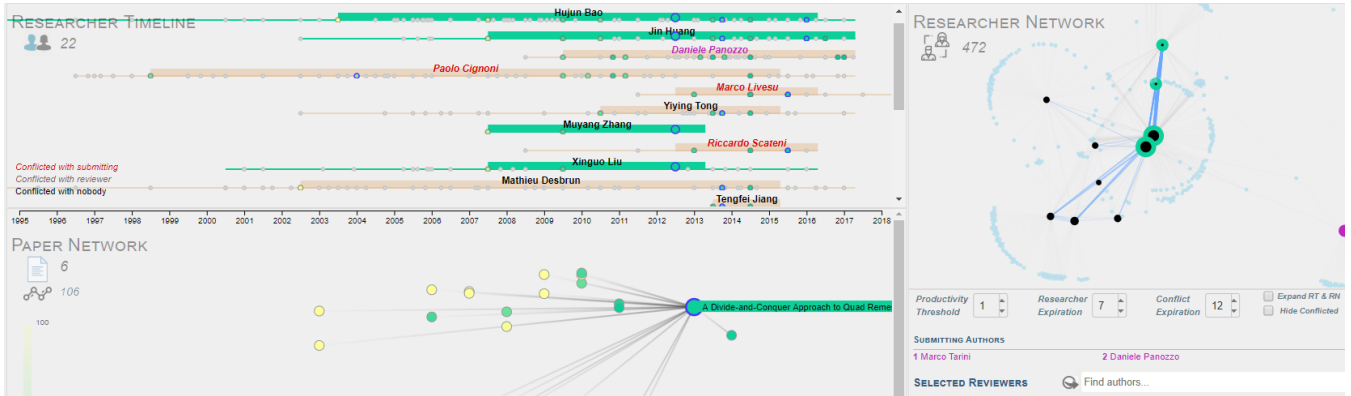 RESEARCHER TIMELINE
22
Hujun Bao
Jin Huang
Daniele Panozzo
Paolo Cignoni
Marco Livesu
Yiying Tong
Muyang Zhang
Riccardo Scateni
Xinguo Liu
Mathieu Desbrun
Tengfei Jiang
Conflicted with submitting
Conflicted with reviewer
Conflicted with nobody
1995 1996 1997 1998 1999 2000 2001 2002 2003 2004 2005 2006 2007 2008 2009 2010 2011 2012 2013 2014 2015 2016 2017 2018
PAPER NETWORK
6
106
100
A Divide-and-Conquer Approach to Quad Reme
RESEARCHER NETWORK
472
Productivity Threshold 1
Researcher Expiration 7
Conflict Expiration 12
Expand RT & RN
Hide Conflicted
SUBMITTING AUTHORS
1 Marco Tarini 2 Daniele Panozzo
SELECTED REVIEWERS Find authors...